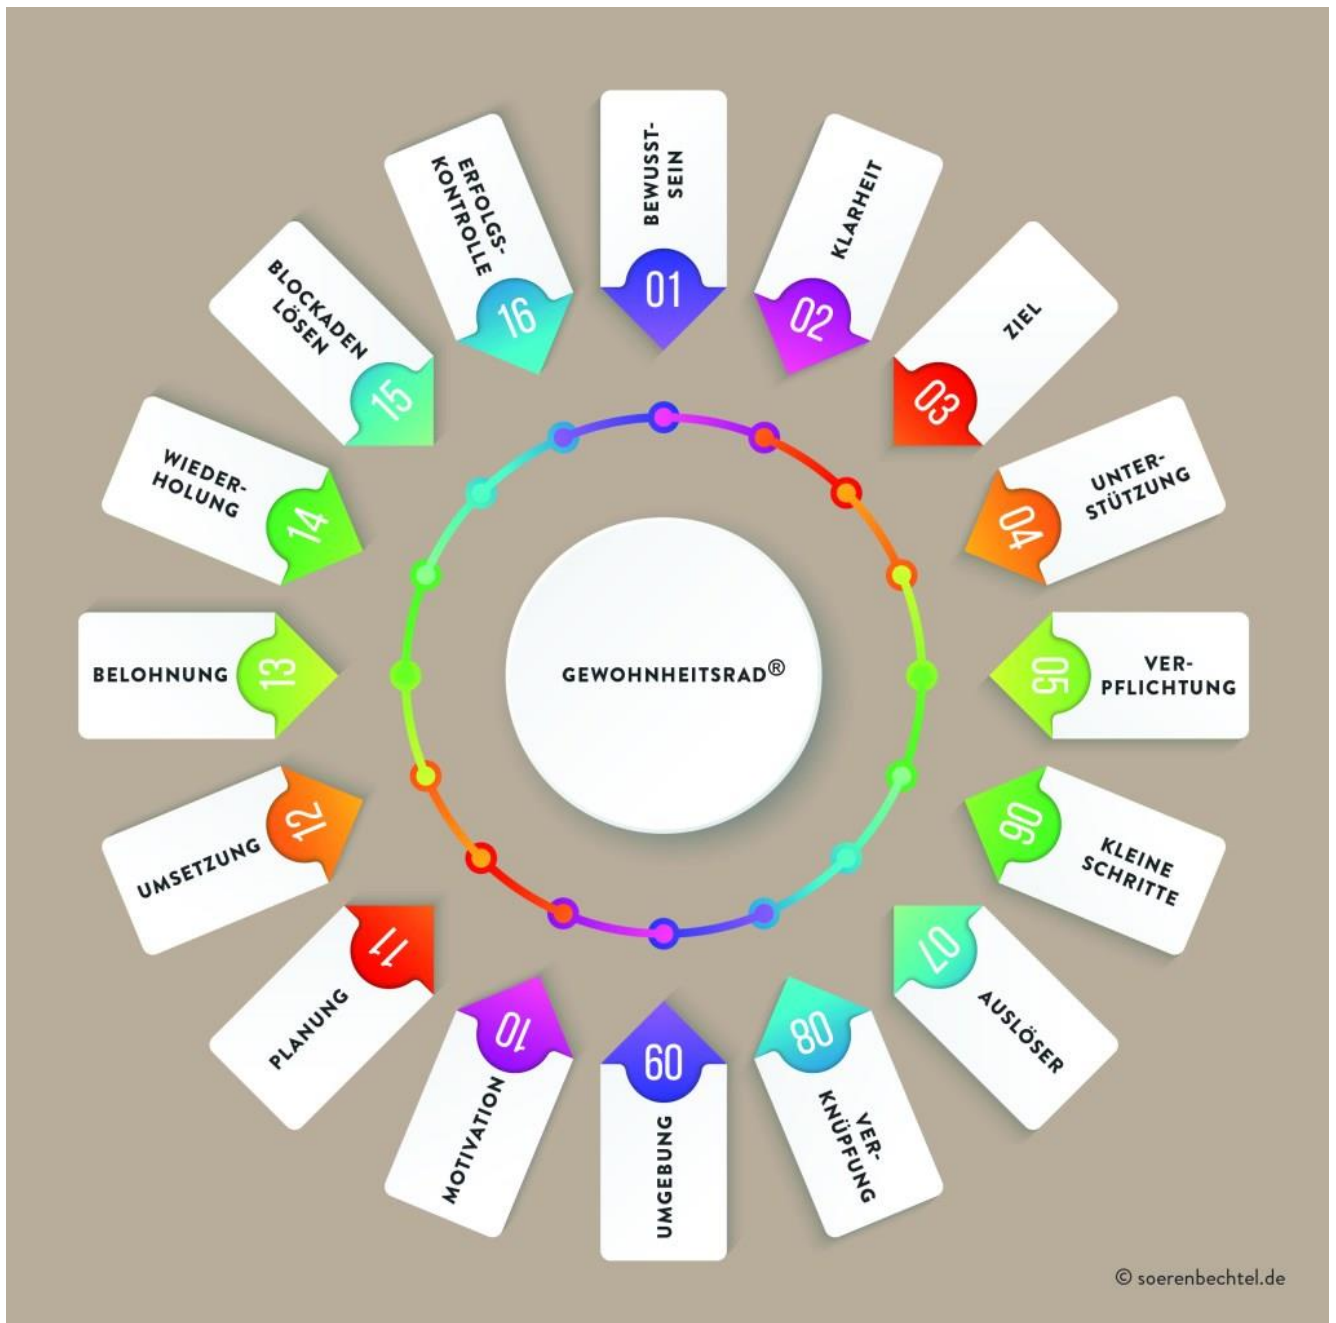 BEWUSST-
SEIN
01
KLARHEIT
02
ZIEL
03
UNTER-
STÜTZUNG
04
VER-
PFLICHTUNG
05
KLEINE
SCHRITTE
06
AUSLÖSER
07
VER-
KNÜPFUNG
08
UMGEBUNG
09
MOTIVATION
10
PLANUNG
11
UMSETZUNG
12
BELOHNUNG
13
WIEDER-
HOLUNG
14
BLOCKADEN
LÖSEN
15
ERFOLGS-
KONTROLLE
16
GEWOHNHEITSRAD®
© soerenbechtel.de